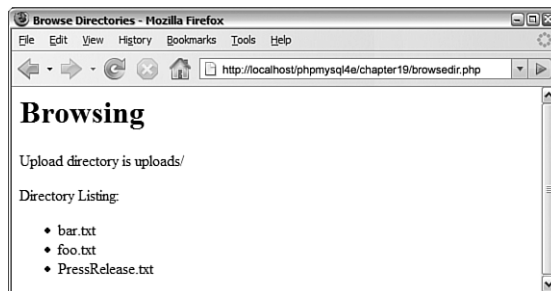 Browse Directories - Mozilla Firefox
File Edit View History Bookmarks Tools Help
http://localhost/phpmysql4e/chapter19/browsedir.php
Browsing
Upload directory is uploads/
Directory Listing:
• bar.txt
• foo.txt
• PressRelease.txt